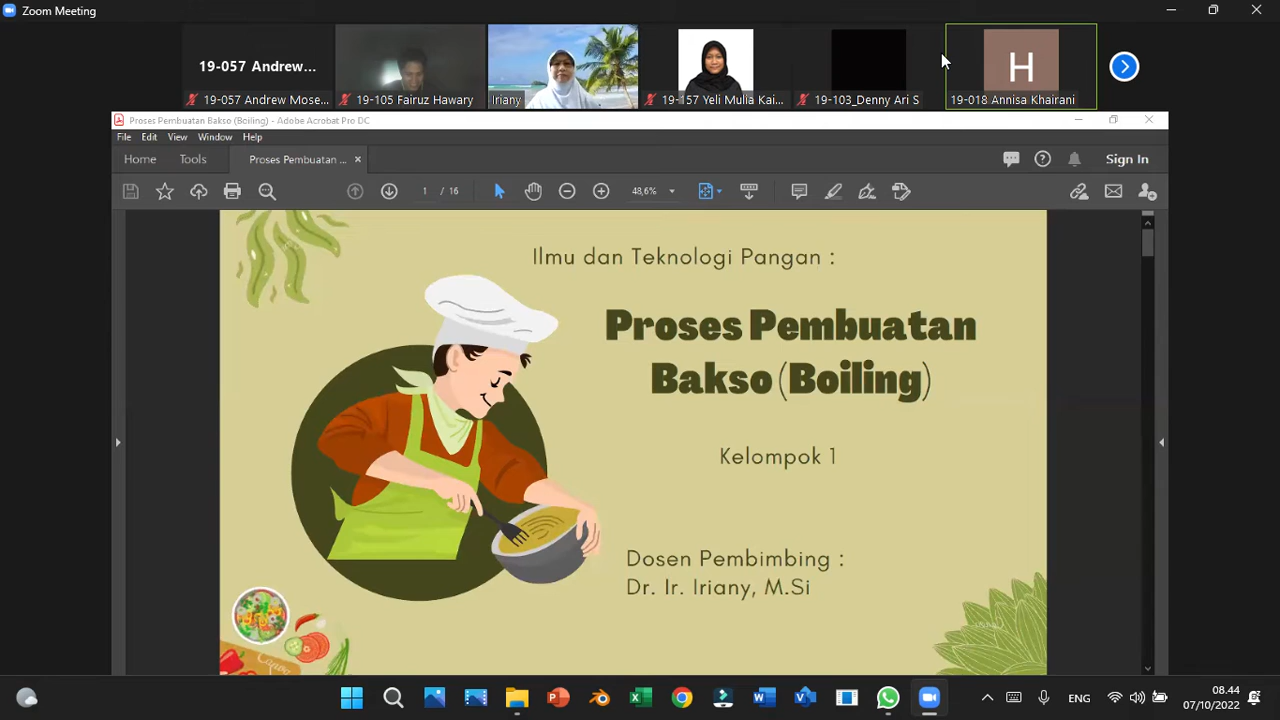 Zoom Meeting
19-057 Andrew...
19-057 Andrew Mose...
19-105 Fairuz Hawary
Iriany
19-157 Yeli Mulia Kai...
19-103_Denny Ari S
H
19-018 Annisa Khairani
Proses Pembuatan Bakso (Boiling) - Adobe Acrobat Pro DC
File Edit View Window Help
Home Tools Proses Pembuatan ... × Sign In
1 / 16 48,6%
Ilmu dan Teknologi Pangan :
Proses Pembuatan
Bakso (Boiling)
Kelompok 1
Dosen Pembimbing :
Dr. Ir. Iriany, M.Si
Canva
ENG
08.44
07/10/2022